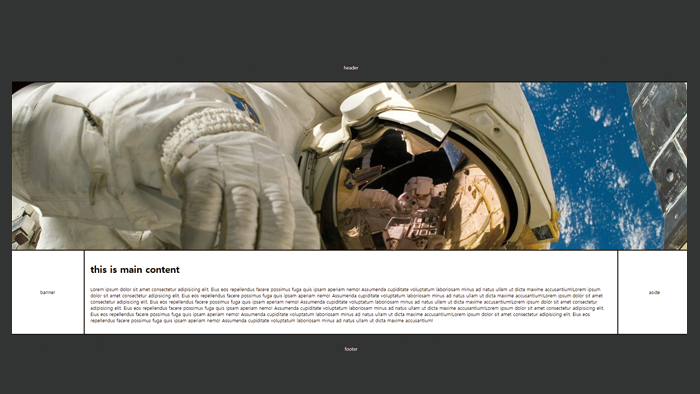 header
this is main content
banner
aside
Lorem ipsum dolor sit amet consectetur adipisicing elit. Eius eos repellendus facere possimus fuga quis ipsam aperiam nemo! Assumenda cupiditate voluptatum laboriosam minus ad natus ullam ut dicta maxime accusantium!Lorem ipsum
dolor sit amet consectetur adipisicing elit. Eius eos repellendus facere possimus fuga quis ipsam aperiam nemo! Assumenda cupiditate voluptatum laboriosam minus ad natus ullam ut dicta maxime accusantium!Lorem ipsum dolor sit amet
consectetur adipisicing elit. Eius eos repellendus facere possimus fuga quis ipsam aperiam nemo! Assumenda cupiditate voluptatum laboriosam minus ad natus ullam ut dicta maxime accusantium!Lorem ipsum dolor sit amet consectetur
adipisicing elit. Eius eos repellendus facere possimus fuga quis ipsam aperiam nemo! Assumenda cupiditate voluptatum laboriosam minus ad natus ullam ut dicta maxime accusantium!Lorem ipsum dolor sit amet consectetur adipisicing elit.
Eius eos repellendus facere possimus fuga quis ipsam aperiam nemo! Assumenda cupiditate voluptatum laboriosam minus ad natus ullam ut dicta maxime accusantium!Lorem ipsum dolor sit amet consectetur adipisicing elit. Eius eos
repellendus facere possimus fuga quis ipsam aperiam nemo! Assumenda cupiditate voluptatum laboriosam minus ad natus ullam ut dicta maxime accusantium!
footer